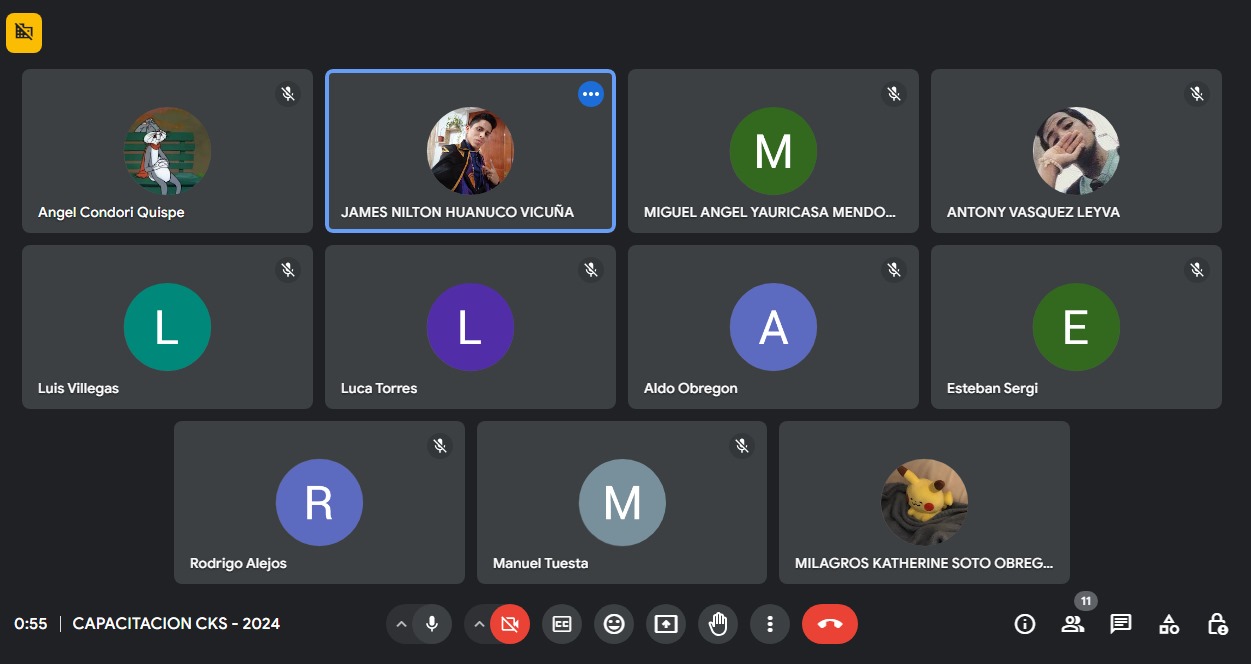 Angel Condori Quispe
JAMES NILTON HUANUCO VICUÑA
M
MIGUEL ANGEL YAURICASA MENDO...
ANTONY VASQUEZ LEYVA
L
Luis Villegas
L
Luca Torres
A
Aldo Obregon
E
Esteban Sergi
R
Rodrigo Alejos
M
Manuel Tuesta
MILAGROS KATHERINE SOTO OBREG...
0:55 | CAPACITACION CKS - 2024
CC
11